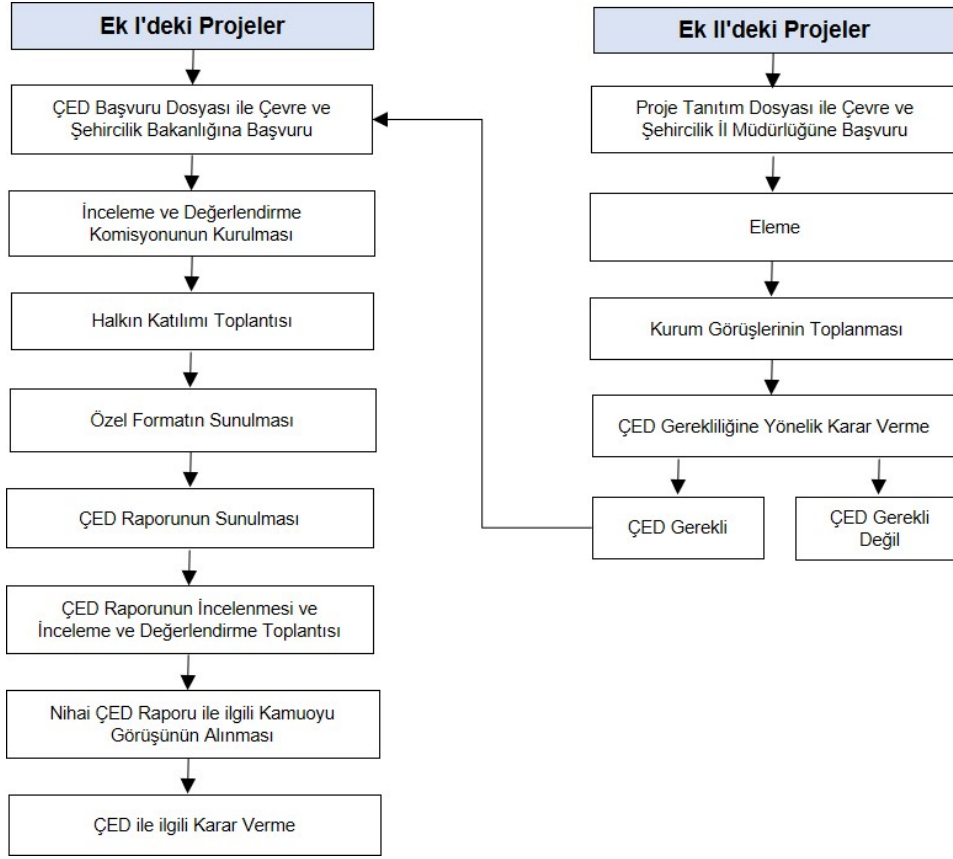 Ek I'deki Projeler
ÇED Başvuru Dosyası ile Çevre ve
Şehircilik Bakanlığına Başvuru
İnceleme ve Değerlendirme
Komisyonunun Kurulması
Halkın Katılımı Toplantısı
Özel Formatın Sunulması
ÇED Raporunun Sunulması
ÇED Raporunun İncelenmesi ve
İnceleme ve Değerlendirme Toplantısı
Nihai ÇED Raporu ile ilgili Kamuoyu
Görüşünün Alınması
ÇED ile ilgili Karar Verme
Ek II'deki Projeler
Proje Tanıtım Dosyası ile Çevre ve
Şehircilik İl Müdürlüğüne Başvuru
Eleme
Kurum Görüşlerinin Toplanması
ÇED Gerekliliğine Yönelik Karar Verme
ÇED Gerekli
ÇED Gerekli
Değil